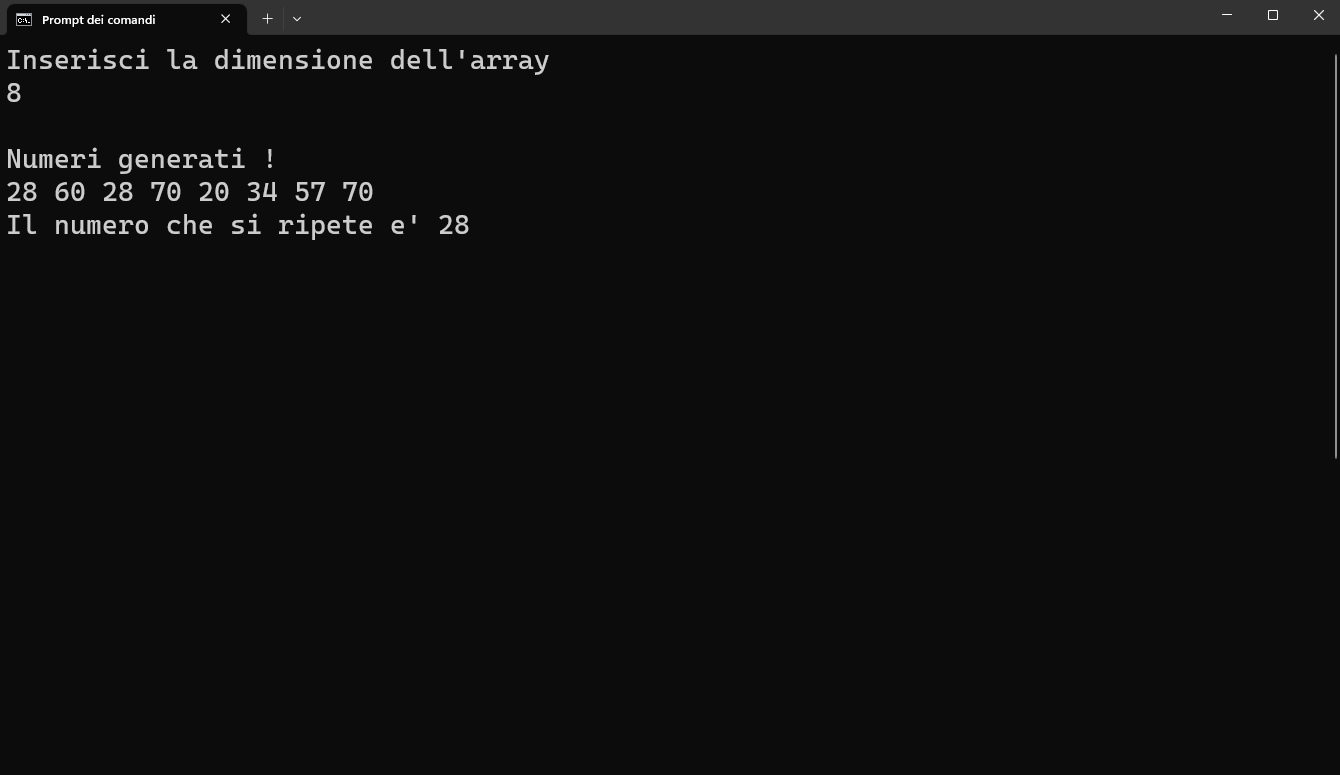 Prompt dei comandi
Inserisci la dimensione dell'array
8
Numeri generati !
28 60 28 70 20 34 57 70
Il numero che si ripete e' 28